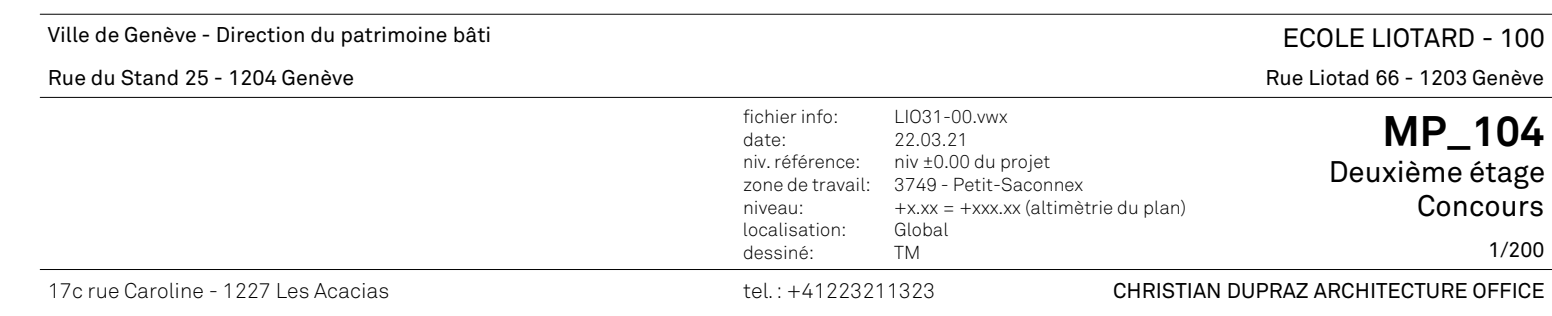 Ville de Genève - Direction du patrimoine bâti
ECOLE LIOTARD - 100
Rue du Stand 25 - 1204 Genève
Rue Liotad 66 - 1203 Genève
fichier info: LIO31-00.vwx
date: 22.03.21
niv. référence: niv ±0.00 du projet
zone de travail: 3749 - Petit-Saconnex
niveau: +x.xx = +xxx.xx (altimètrie du plan)
localisation: Global
dessiné: TM
MP_104
Deuxième étage
Concours
1/200
17c rue Caroline - 1227 Les Acacias
tel. : +41223211323
CHRISTIAN DUPRAZ ARCHITECTURE OFFICE